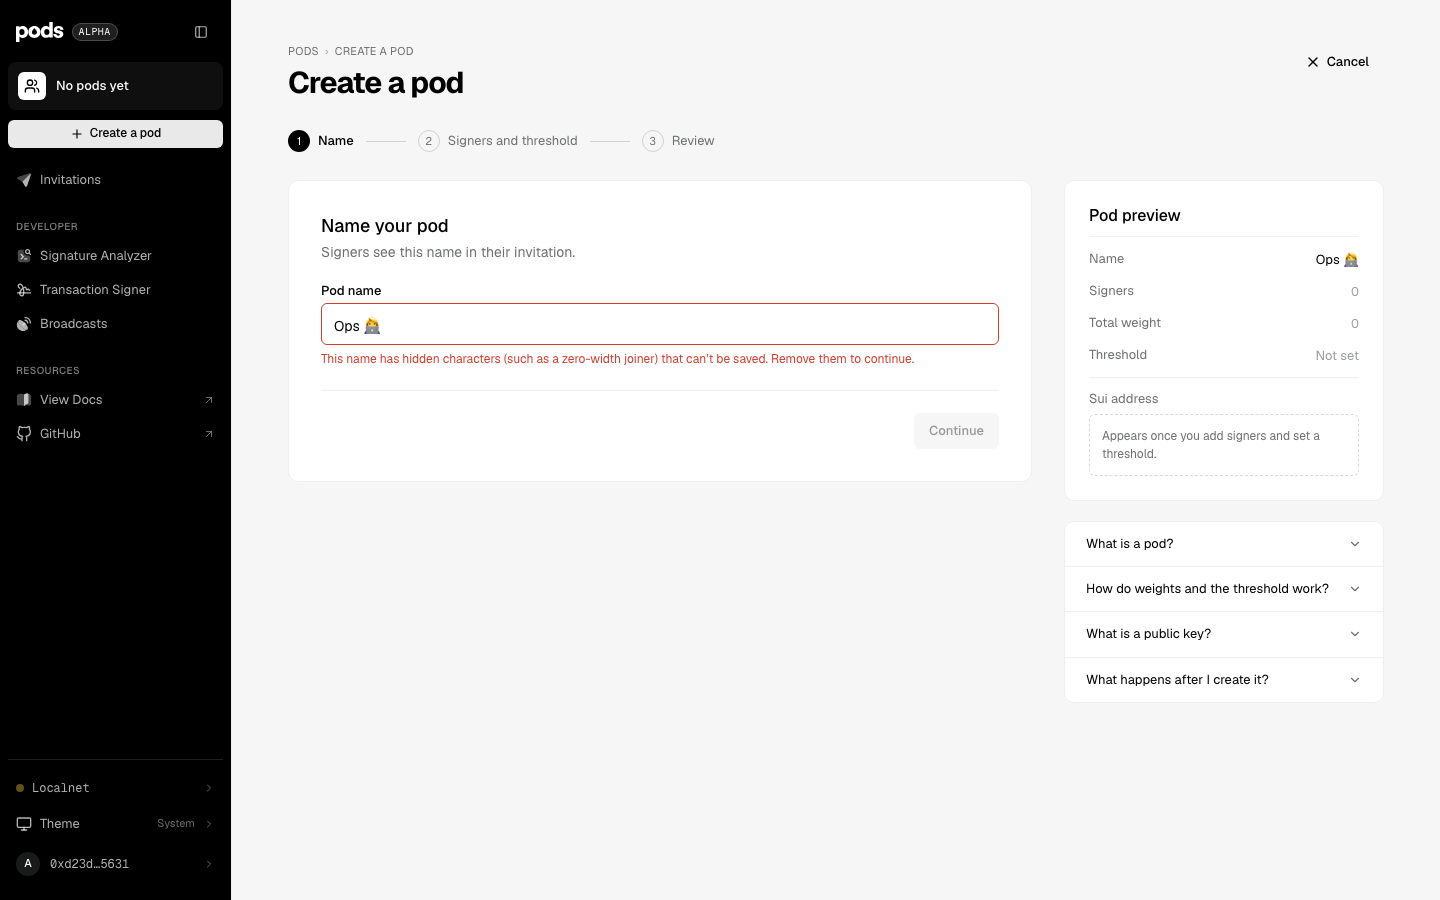 pods ALPHA
No pods yet
Create a pod
Invitations
DEVELOPER
Signature Analyzer
Transaction Signer
Broadcasts
RESOURCES
View Docs
GitHub
Localnet
Theme System
A 0xd23d…5631
PODS › CREATE A POD
Create a pod
Cancel
1 Name 2 Signers and threshold 3 Review
Name your pod
Signers see this name in their invitation.
Pod name
Ops 👩‍💻
This name has hidden characters (such as a zero-width joiner) that can't be saved. Remove them to continue.
Continue
Pod preview
Name Ops 👩‍💻
Signers 0
Total weight 0
Threshold Not set
Sui address
Appears once you add signers and set a
threshold.
What is a pod?
How do weights and the threshold work?
What is a public key?
What happens after I create it?